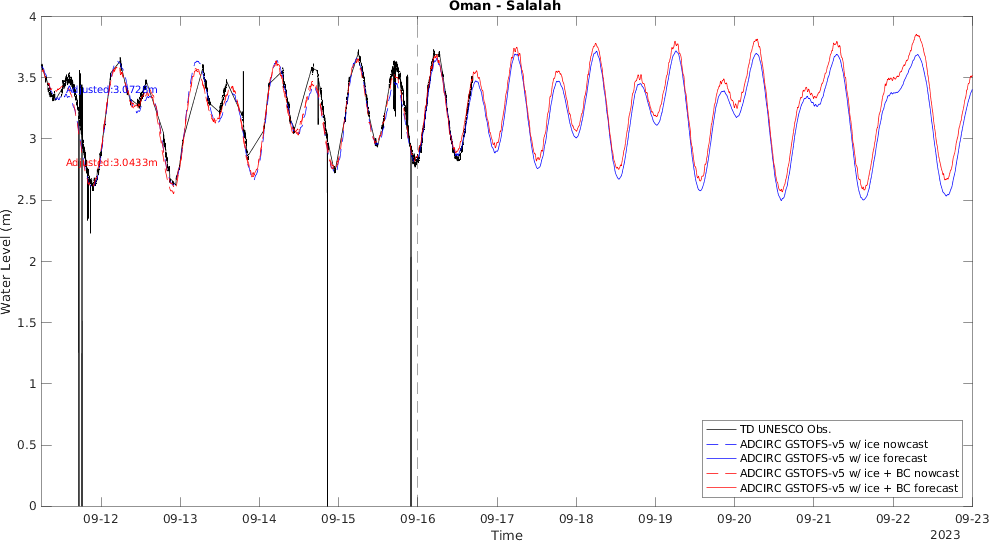 Oman - Salalah
4
3.5
3
2.5
2
1.5
1
0.5
0
Water Level (m)
Adjusted:3.0729m
Adjusted:3.0433m
TD UNESCO Obs.
ADCIRC GSTOFS-v5 w/ ice nowcast
ADCIRC GSTOFS-v5 w/ ice forecast
ADCIRC GSTOFS-v5 w/ ice + BC nowcast
ADCIRC GSTOFS-v5 w/ ice + BC forecast
09-12 09-13 09-14 09-15 09-16 09-17 09-18 09-19 09-20 09-21 09-22 09-23
Time
2023